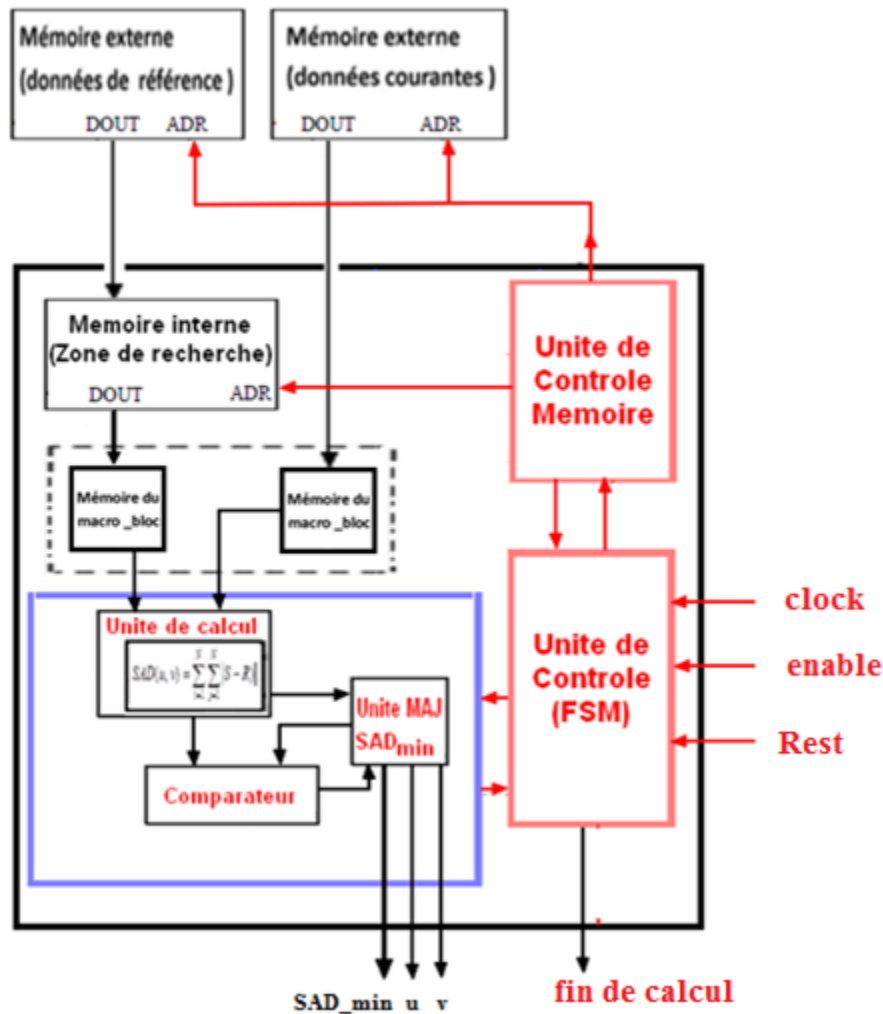 Mémoire externe
(données de référence )
DOUT ADR
Mémoire externe
(données courantes )
DOUT ADR
Memoire interne
(Zone de recherche)
DOUT ADR
Unite de
Controle
Memoire
Mémoire du
macro _bloc
Mémoire du
macro _bloc
Unite de calcul
SAD(u,v) =
Unite MAJ
SADmin
Comparateur
Unite de
Controle
(FSM)
clock
enable
Rest
SAD_min u v
fin de calcul